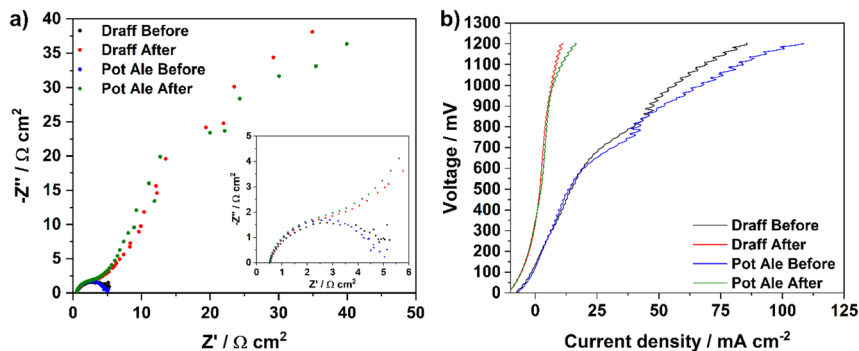 a)
40
35
30
25
20
15
10
5
0
-Z'' / Ω cm²
Draff Before
Draff After
Pot Ale Before
Pot Ale After
5
4
3
2
1
0
-Z'' / Ω cm²
0 1 2 3 4 5 6
Z' / Ω cm²
0 10 20 30 40 50
Z' / Ω cm²
b)
1300
1200
1100
1000
900
800
700
600
500
400
300
200
100
0
Voltage / mV
Draff Before
Draff After
Pot Ale Before
Pot Ale After
0 25 50 75 100 125
Current density / mA cm⁻²